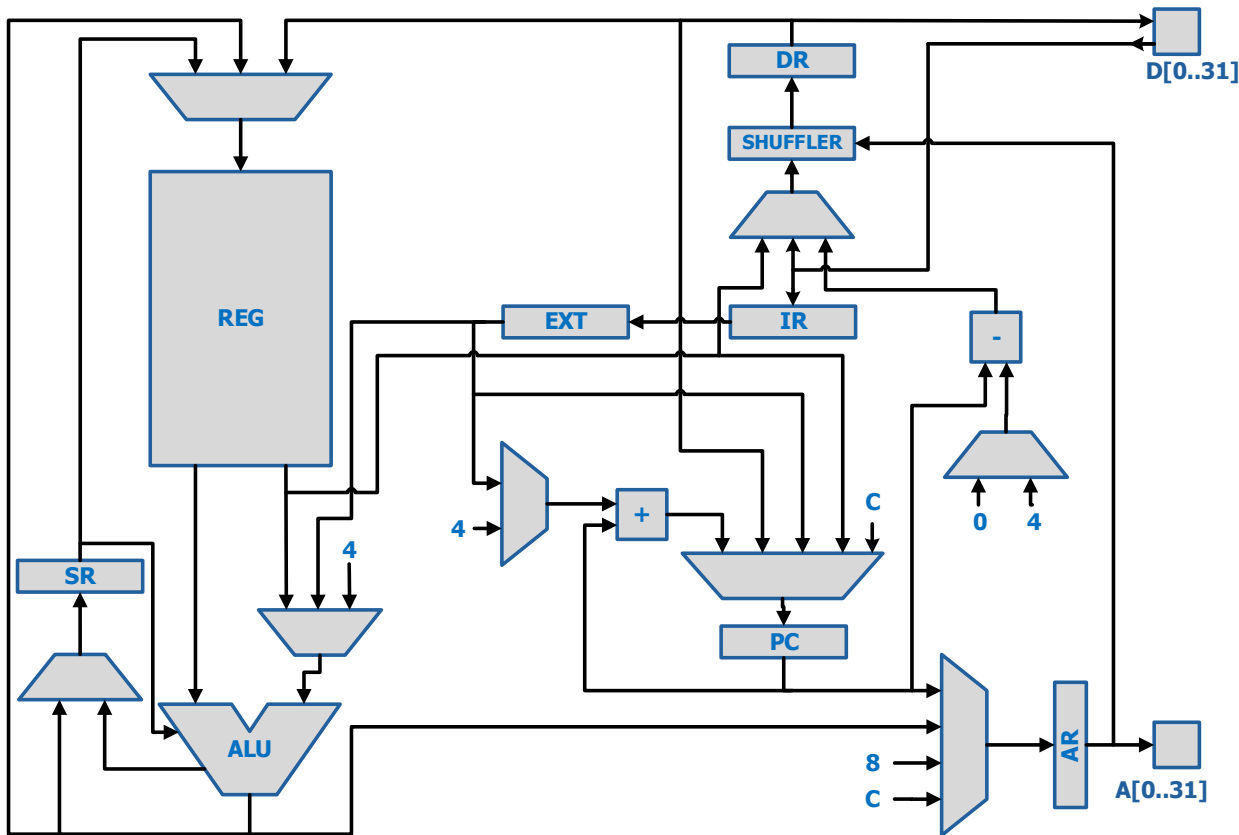 DR
D[0..31]
SHUFFLER
REG
EXT
IR
-
C
4
+
0
4
4
SR
PC
ALU
AR
8
C
A[0..31]